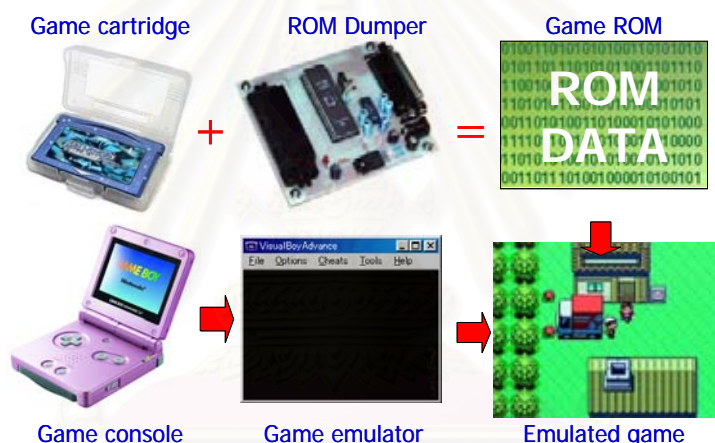 Game cartridge
ROM Dumper
Game ROM
ROM
DATA
GAME BOY
Nintendo
VisualBoyAdvance
File Options Cheats Tools Help
Game console
Game emulator
Emulated game